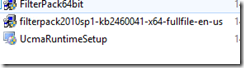 FilterPack64bit
filterpack2010sp1-kb2460041-x64-fullfile-en-us
UcmaRuntimeSetup